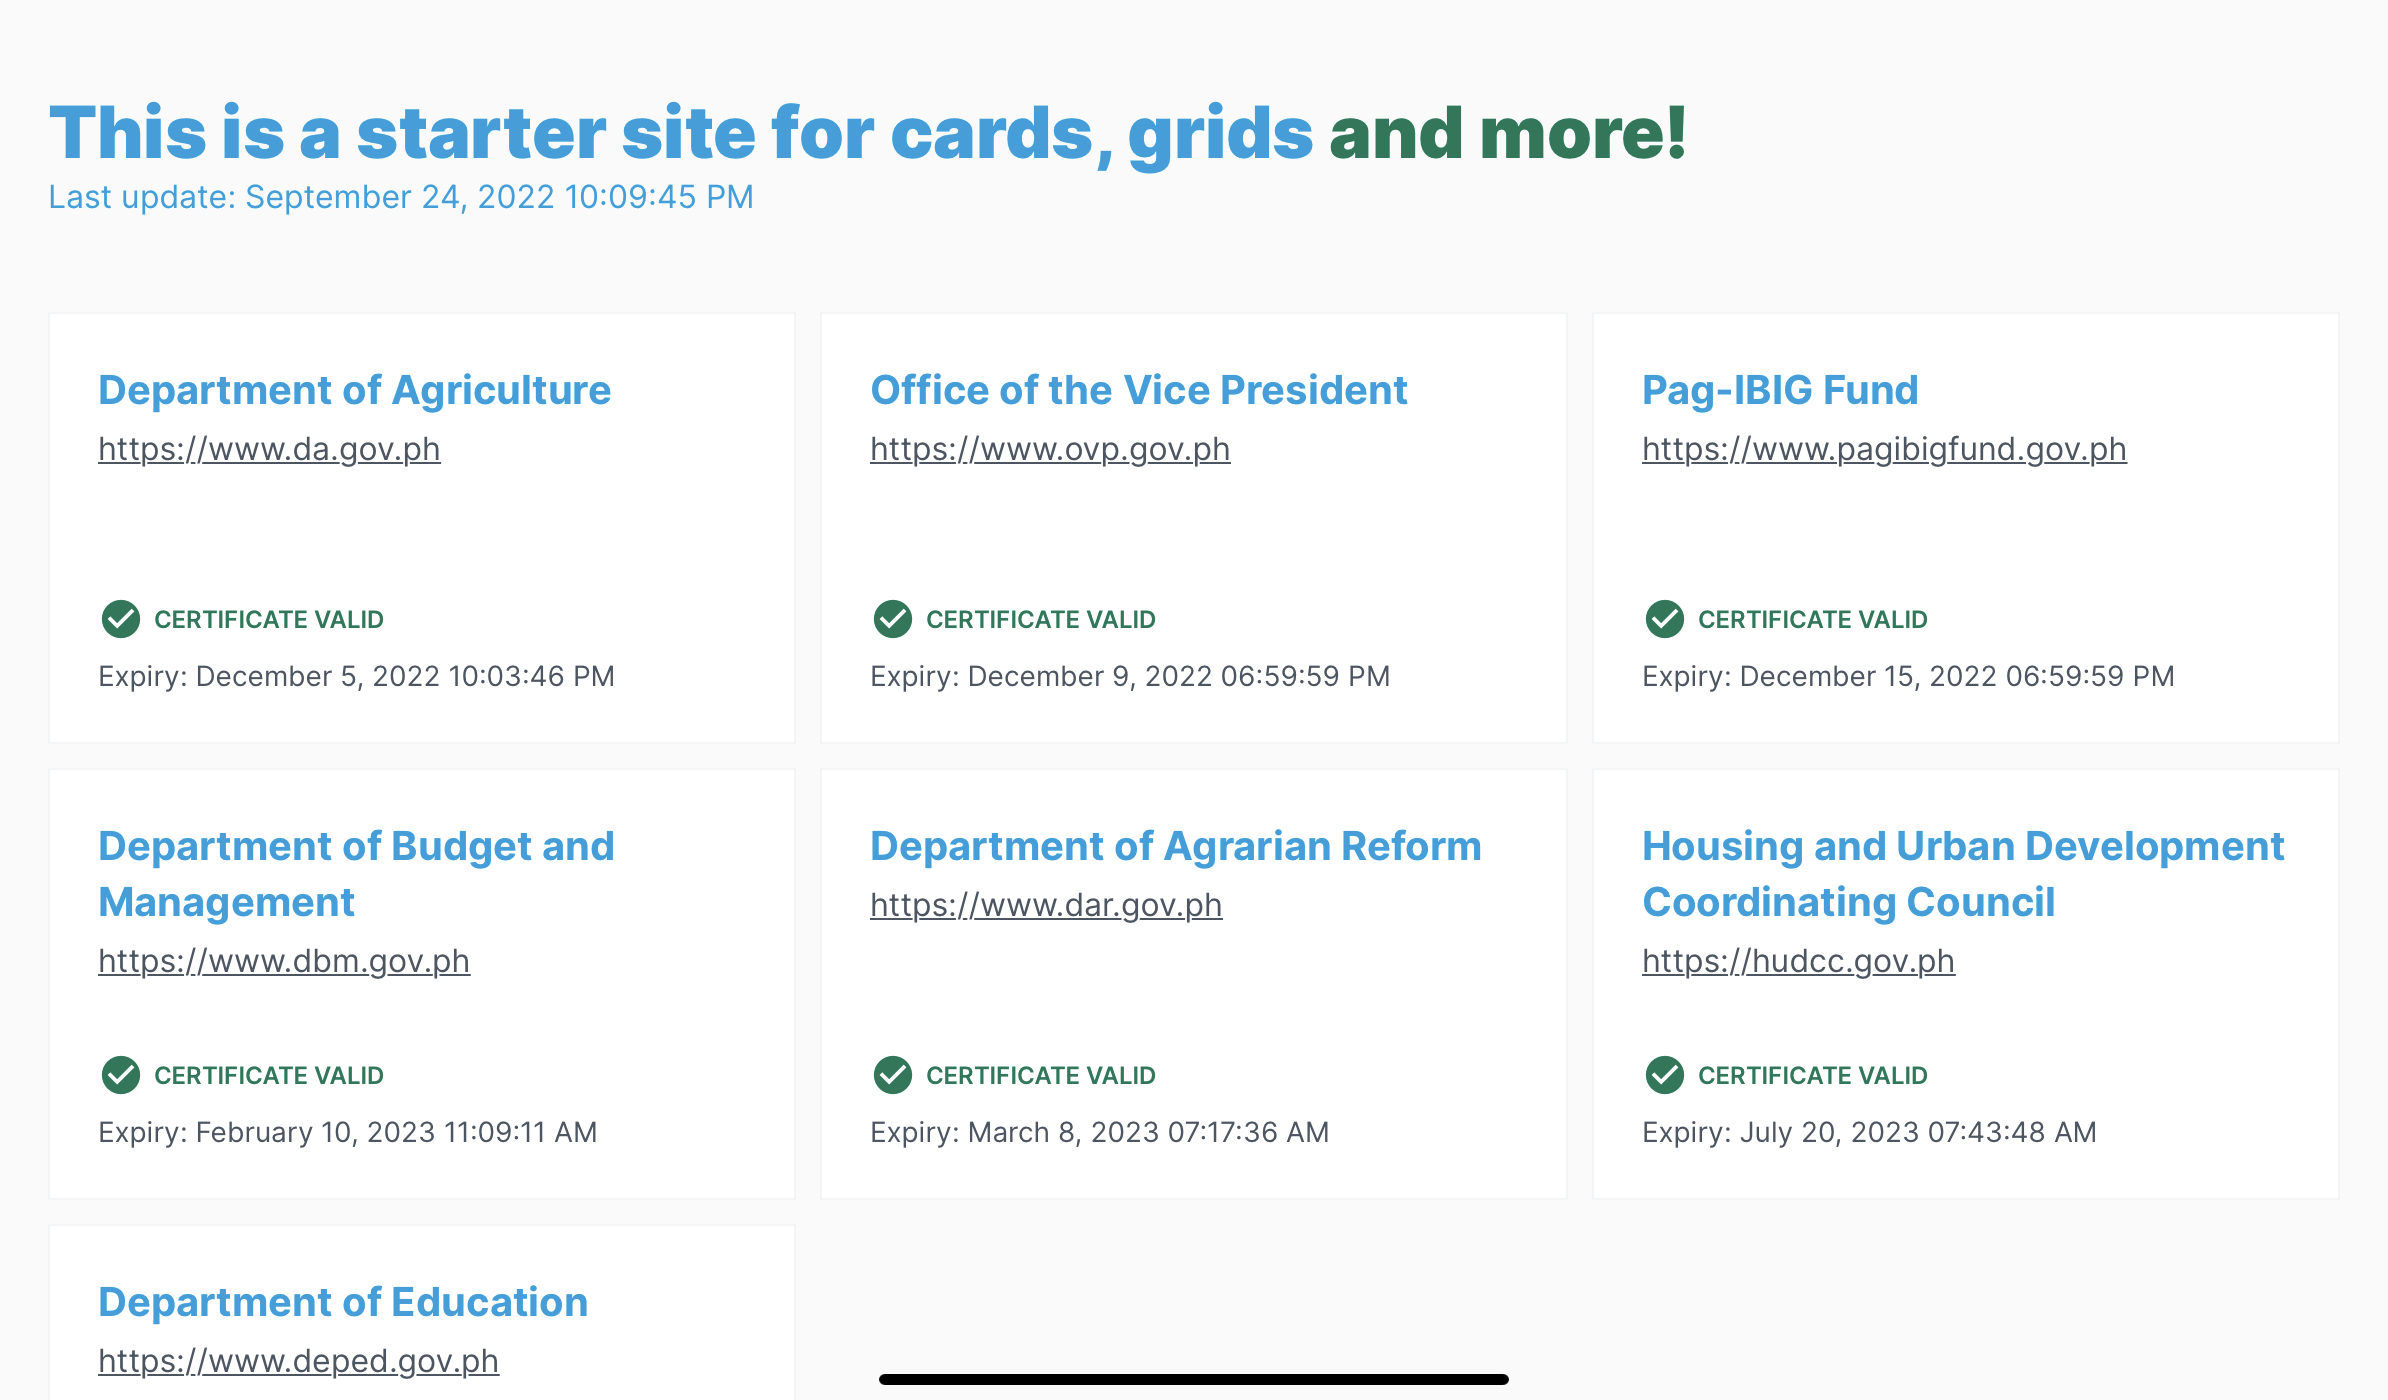 This is a starter site for cards, grids and more!
Last update: September 24, 2022 10:09:45 PM
Department of Agriculture
https://www.da.gov.ph
CERTIFICATE VALID
Expiry: December 5, 2022 10:03:46 PM
Office of the Vice President
https://www.ovp.gov.ph
CERTIFICATE VALID
Expiry: December 9, 2022 06:59:59 PM
Pag-IBIG Fund
https://www.pagibigfund.gov.ph
CERTIFICATE VALID
Expiry: December 15, 2022 06:59:59 PM
Department of Budget and
Management
https://www.dbm.gov.ph
CERTIFICATE VALID
Expiry: February 10, 2023 11:09:11 AM
Department of Agrarian Reform
https://www.dar.gov.ph
CERTIFICATE VALID
Expiry: March 8, 2023 07:17:36 AM
Housing and Urban Development
Coordinating Council
https://hudcc.gov.ph
CERTIFICATE VALID
Expiry: July 20, 2023 07:43:48 AM
Department of Education
https://www.deped.gov.ph